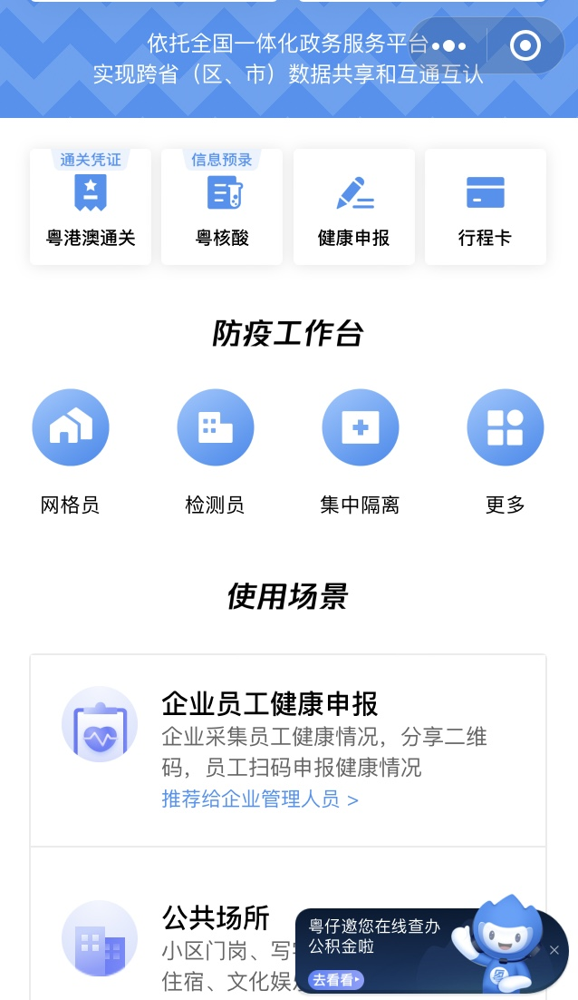 依托全国一体化政务服务平台
实现跨省（区、市）数据共享和互通互认
通关凭证
信息预录
粤港澳通关
粤核酸
健康申报
行程卡
防疫工作台
网格员
检测员
集中隔离
更多
使用场景
企业员工健康申报
企业采集员工健康情况，分享二维
码，员工扫码申报健康情况
推荐给企业管理人员 >
公共场所
小区门岗、写
住宿、文化娱
粤仔邀您在线查办
公积金啦
去看看
粤